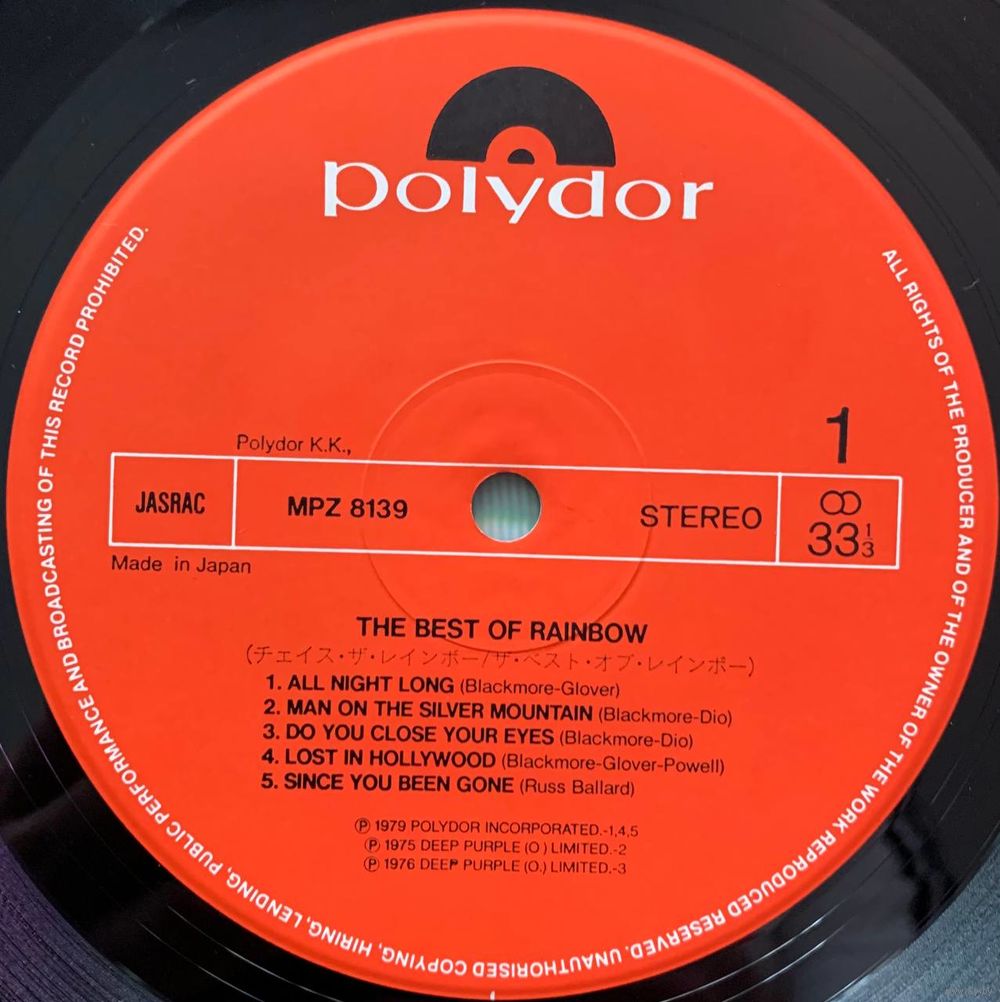 polydor
1
Polydor K.K.,
JASRAC MPZ 8139 STEREO 33 1/3
Made in Japan
THE BEST OF RAINBOW
(チェイス・ザ・レインボー/ザ・ベスト・オブ・レインボー)
1. ALL NIGHT LONG (Blackmore-Glover)
2. MAN ON THE SILVER MOUNTAIN (Blackmore-Dio)
3. DO YOU CLOSE YOUR EYES (Blackmore-Dio)
4. LOST IN HOLLYWOOD (Blackmore-Glover-Powell)
5. SINCE YOU BEEN GONE (Russ Ballard)
Ⓟ 1979 POLYDOR INCORPORATED.-1,4,5
Ⓟ 1975 DEEP PURPLE (O.) LIMITED.-2
Ⓟ 1976 DEEP PURPLE (O.) LIMITED.-3
ALL RIGHTS OF THE PRODUCER AND OF THE OWNER OF THE WORK REPRODUCED RESERVED. UNAUTHORISED COPYING, HIRING, LENDING, PUBLIC PERFORMANCE AND BROADCASTING OF THIS RECORD PROHIBITED.